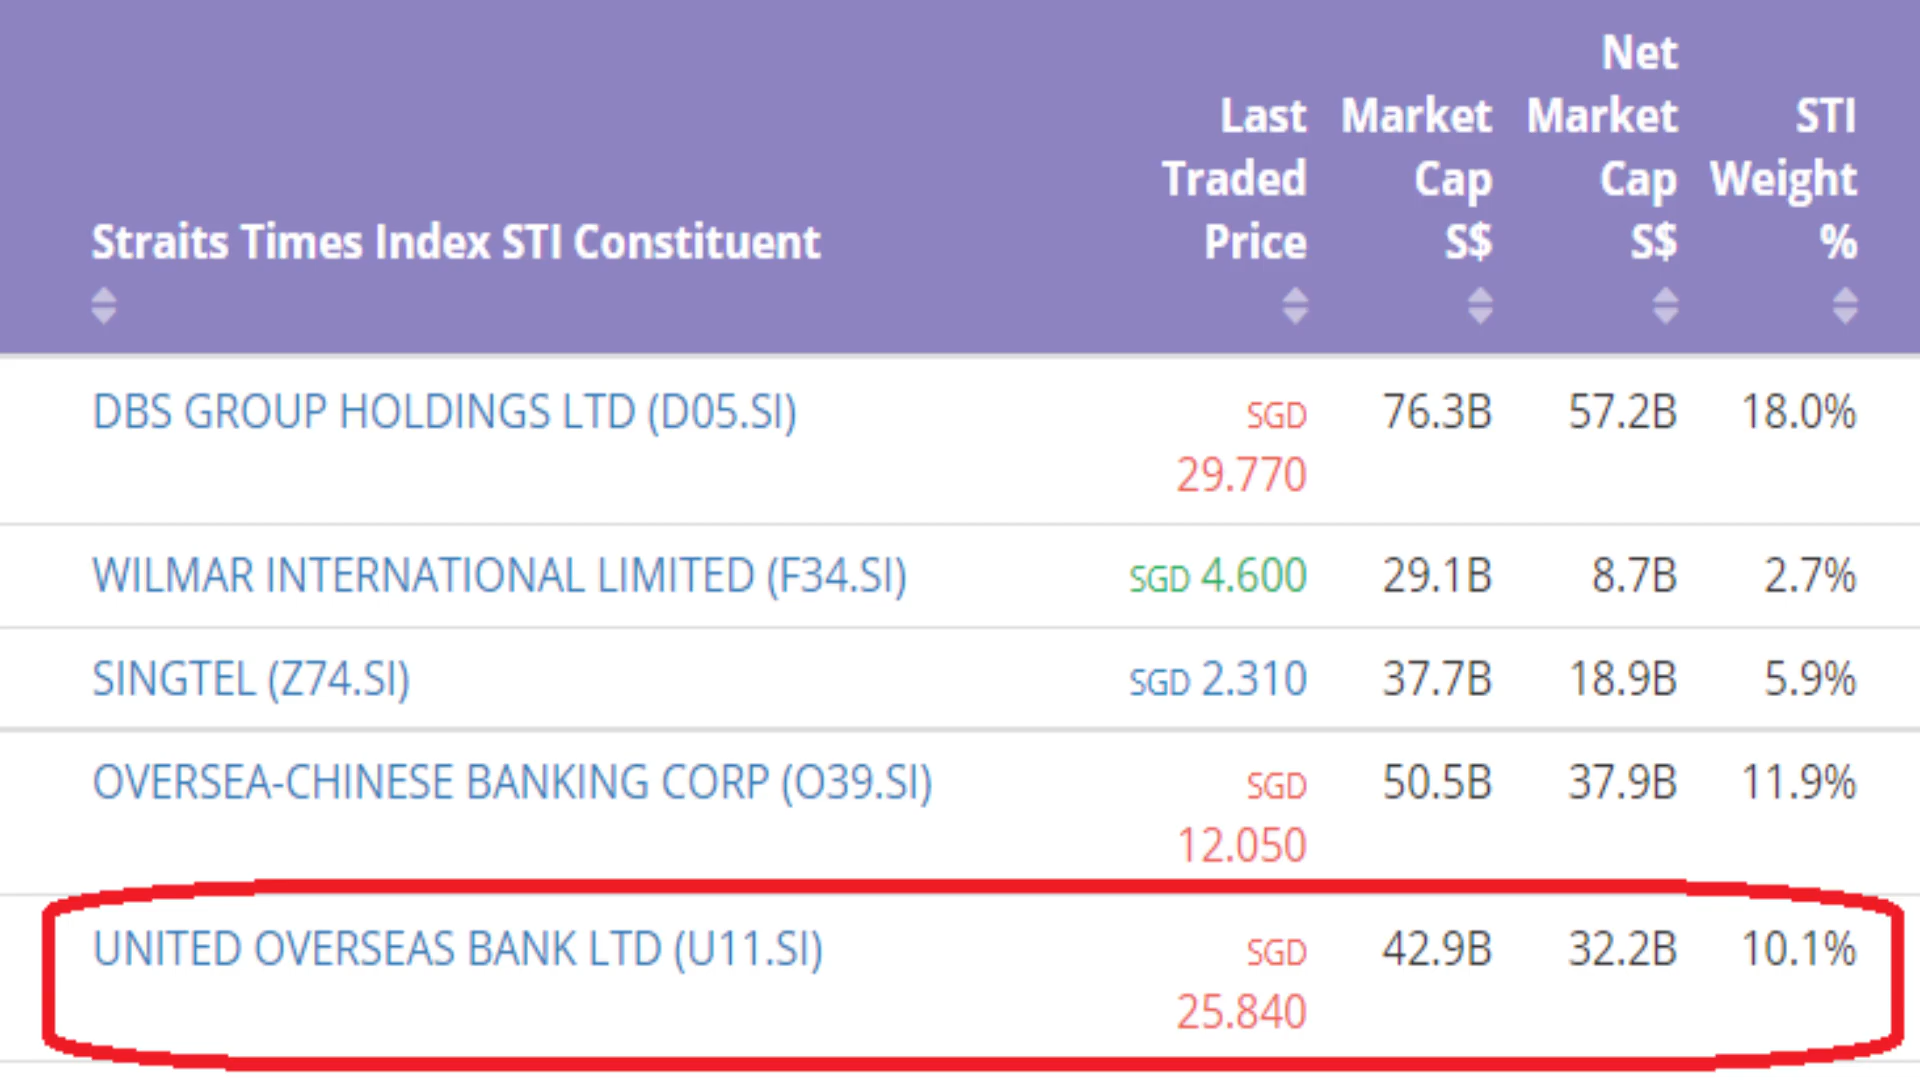 Straits Times Index STI Constituent
Last Traded Price
Market Cap S$
Net Market Cap S$
STI Weight %
DBS GROUP HOLDINGS LTD (D05.SI) SGD 29.770 76.3B 57.2B 18.0%
WILMAR INTERNATIONAL LIMITED (F34.SI) SGD 4.600 29.1B 8.7B 2.7%
SINGTEL (Z74.SI) SGD 2.310 37.7B 18.9B 5.9%
OVERSEA-CHINESE BANKING CORP (O39.SI) SGD 12.050 50.5B 37.9B 11.9%
UNITED OVERSEAS BANK LTD (U11.SI) SGD 25.840 42.9B 32.2B 10.1%